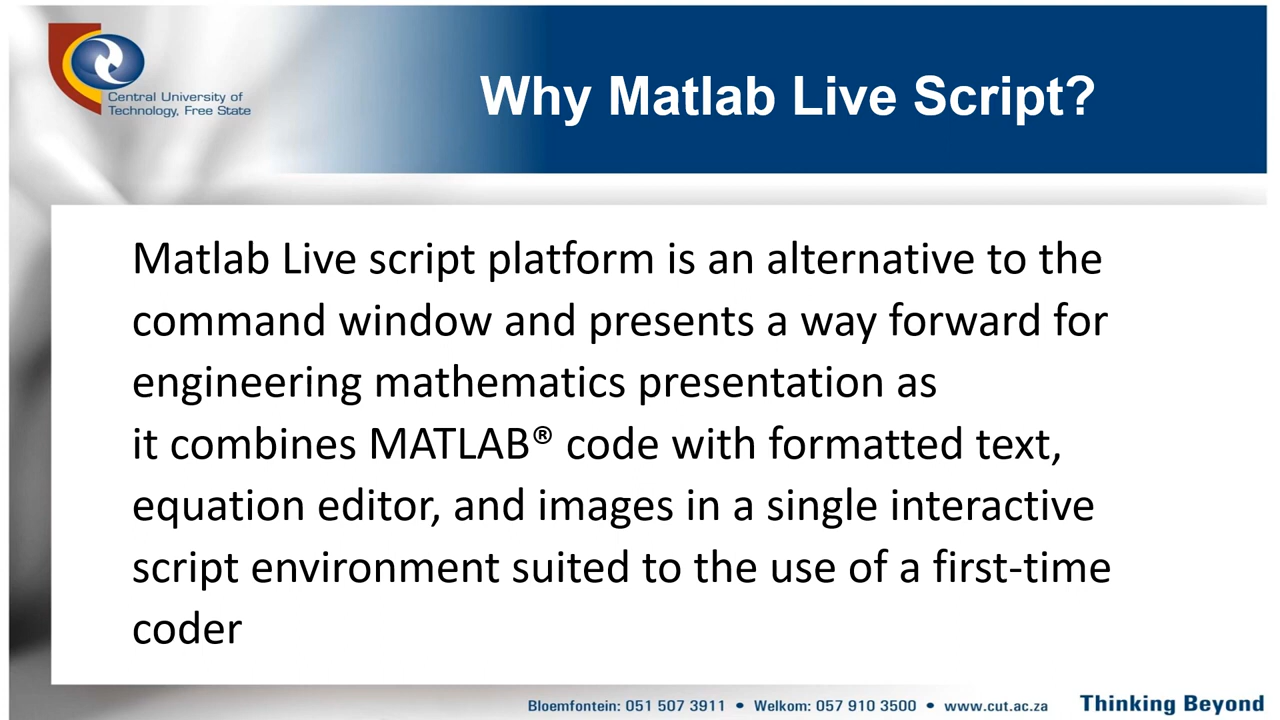 Central University of
Technology, Free State
Why Matlab Live Script?
Matlab Live script platform is an alternative to the
command window and presents a way forward for
engineering mathematics presentation as
it combines MATLAB® code with formatted text,
equation editor, and images in a single interactive
script environment suited to the use of a first-time
coder
Bloemfontein: 051 507 3911 • Welkom: 057 910 3500 • www.cut.ac.za Thinking Beyond